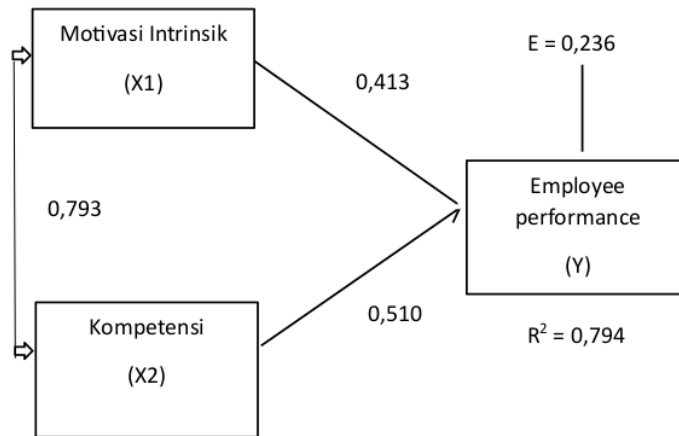 Motivasi Intrinsik
(X1)
E = 0,236
0,413
Employee
performance
(Y)
0,793
Kompetensi
(X2)
0,510
R² = 0,794